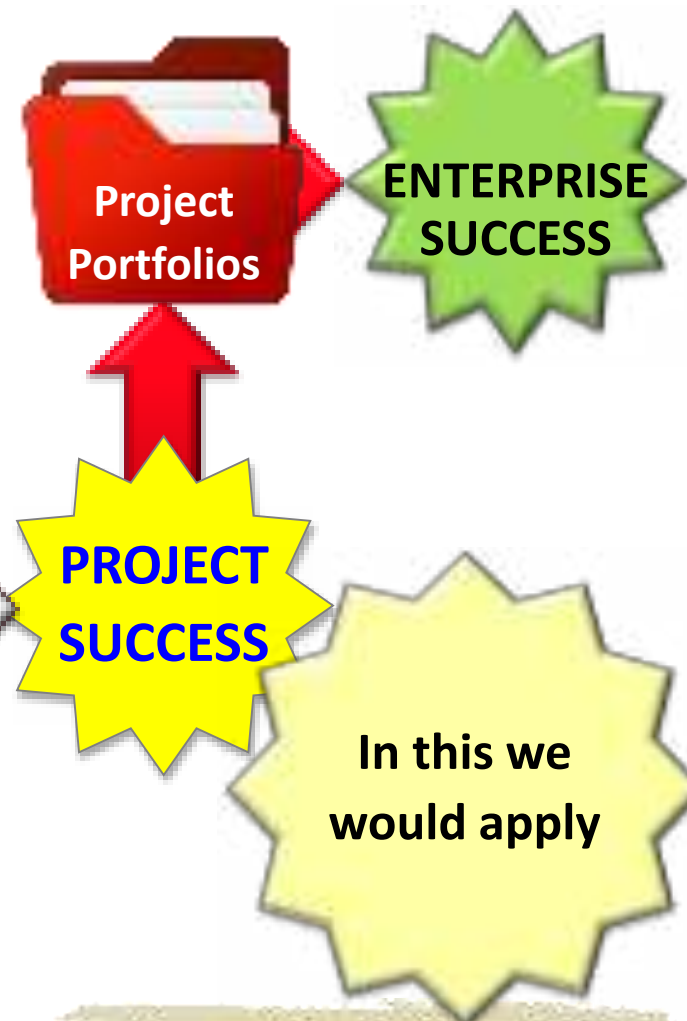 Project
Portfolios
ENTERPRISE
SUCCESS
PROJECT
SUCCESS
In this we
would apply